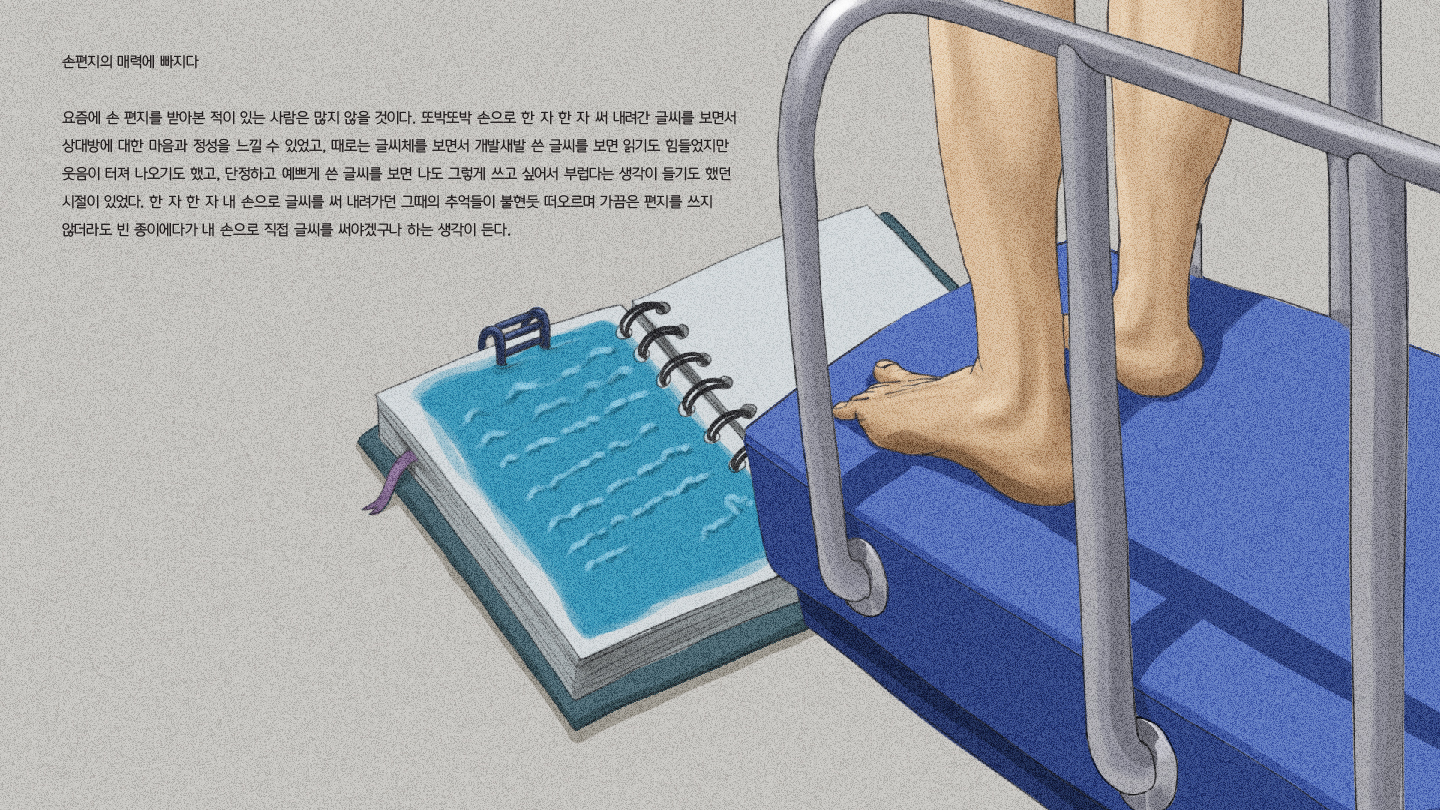 손편지의 매력에 빠지다
요즘에 손 편지를 받아본 적이 있는 사람은 많지 않을 것이다. 또박또박 손으로 한 자 한 자 써 내려간 글씨를 보면서
상대방에 대한 마음과 정성을 느낄 수 있었고, 때로는 글씨체를 보면서 개발새발 쓴 글씨를 보면 읽기도 힘들었지만
웃음이 터져 나오기도 했고, 단정하고 예쁘게 쓴 글씨를 보면 나도 그렇게 쓰고 싶어서 부럽다는 생각이 들기도 했던
시절이 있었다. 한 자 한 자 내 손으로 글씨를 써 내려가던 그때의 추억들이 불현듯 떠오르며 가끔은 편지를 쓰지
않더라도 빈 종이에다가 내 손으로 직접 글씨를 써야겠구나 하는 생각이 든다.